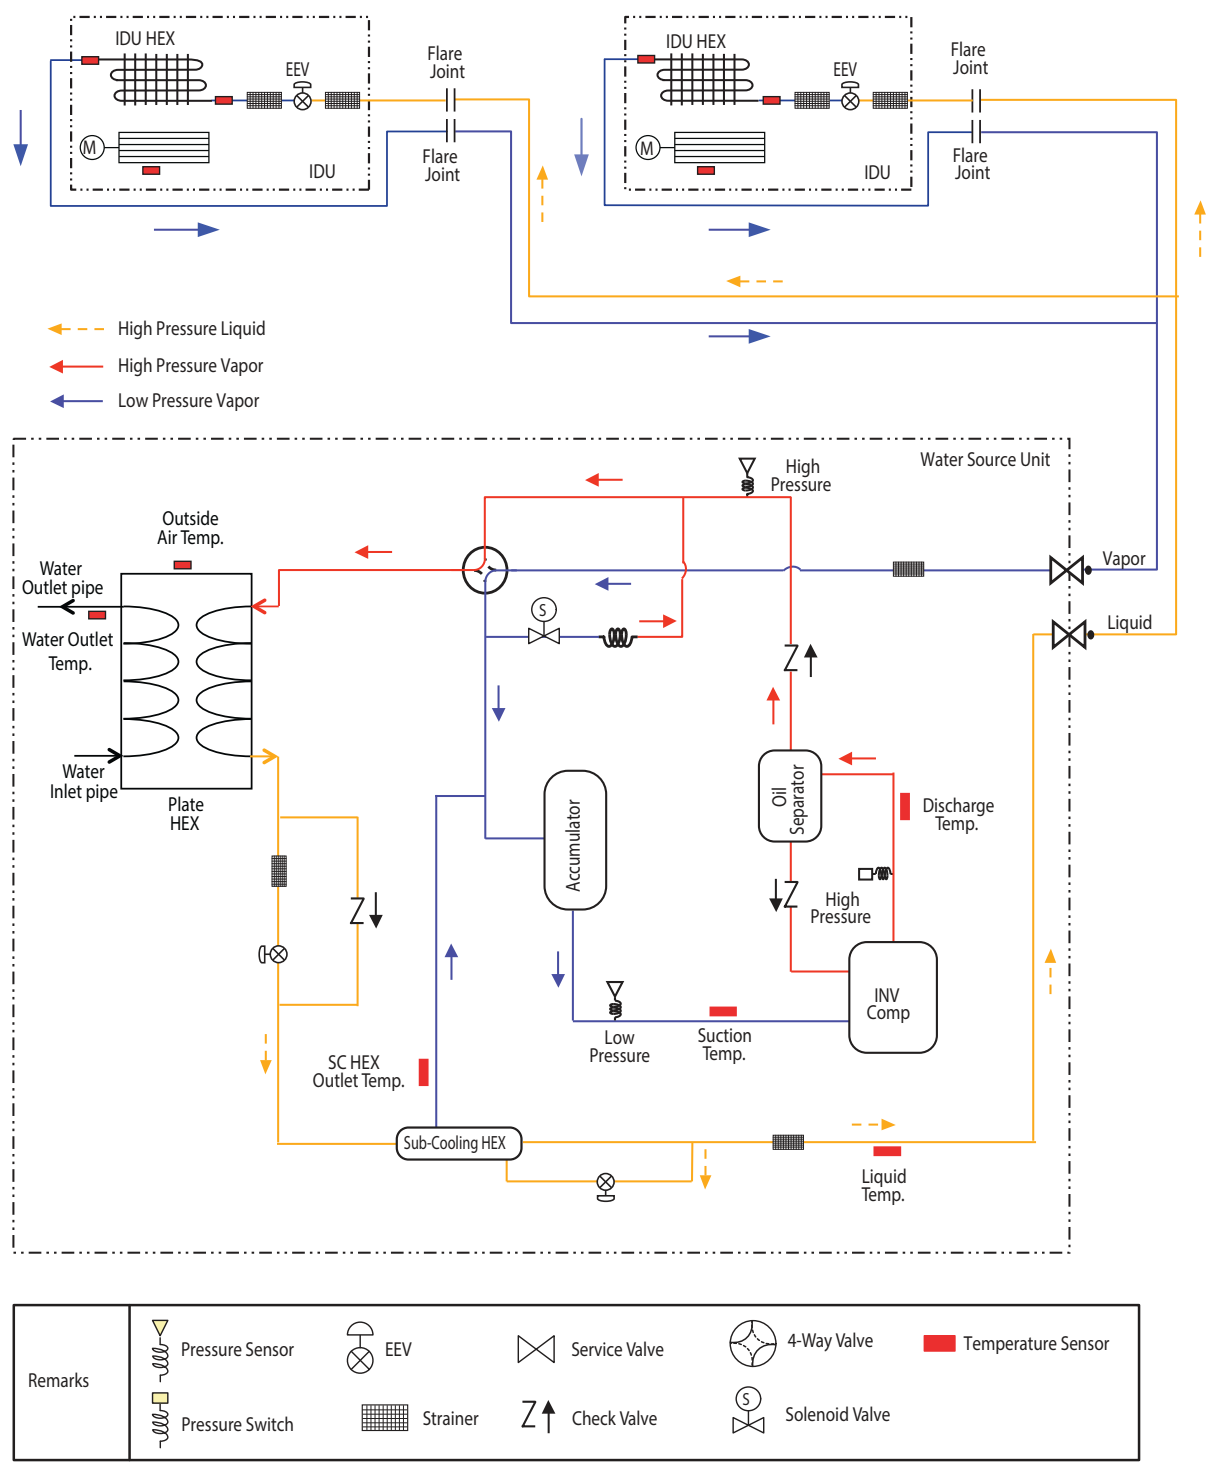 IDU HEX
EEV
Flare
Joint
M
IDU
Flare
Joint
IDU HEX
EEV
Flare
Joint
M
IDU
Flare
Joint
High Pressure Liquid
High Pressure Vapor
Low Pressure Vapor
Water Source Unit
High
Pressure
Outside
Air Temp.
Water
Outlet pipe
Water Outlet
Temp.
Water
Inlet pipe
Plate
HEX
S
Vapor
Liquid
Oil
Separator
Discharge
Temp.
Accumulator
High
Pressure
INV
Comp
Low
Pressure
Suction
Temp.
SC HEX
Outlet Temp.
Sub-Cooling HEX
Liquid
Temp.
Remarks
Pressure Sensor
EEV
Service Valve
4-Way Valve
Temperature Sensor
Pressure Switch
Strainer
Check Valve
S
Solenoid Valve